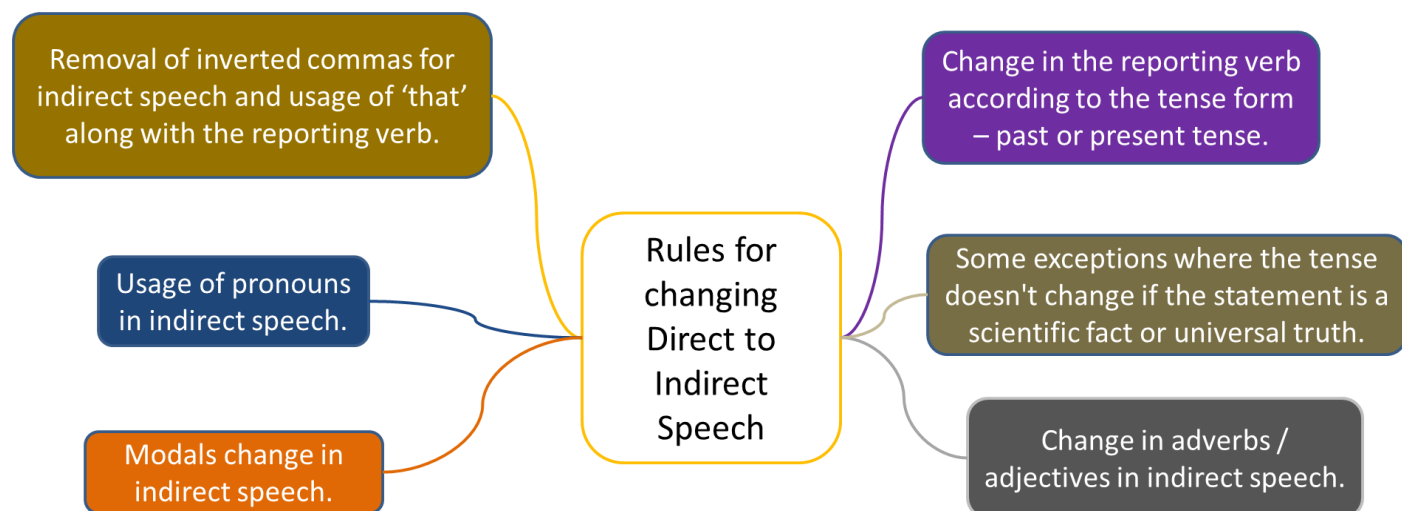 Removal of inverted commas for
indirect speech and usage of ‘that’
along with the reporting verb.
Usage of pronouns
in indirect speech.
Modals change in
indirect speech.
Rules for
changing
Direct to
Indirect
Speech
Change in the reporting verb
according to the tense form
– past or present tense.
Some exceptions where the tense
doesn't change if the statement is a
scientific fact or universal truth.
Change in adverbs /
adjectives in indirect speech.